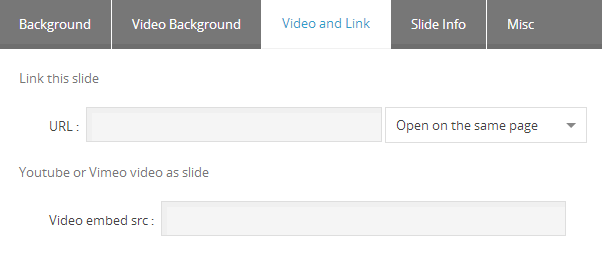 Background Video Background Video and Link Slide Info Misc
Link this slide
URL : Open on the same page
Youtube or Vimeo video as slide
Video embed src :